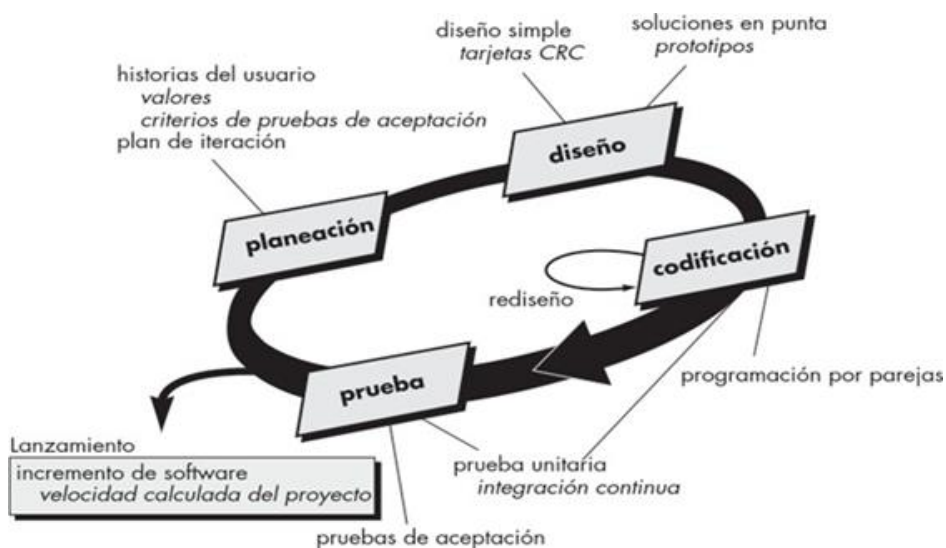 diseño simple
tarjetas CRC
soluciones en punta
prototipos
historias del usuario
valores
criterios de pruebas de aceptación
plan de iteración
diseño
planeación
codificación
rediseño
prueba
programación por parejas
Lanzamiento
incremento de software
velocidad calculada del proyecto
prueba unitaria
integración continua
pruebas de aceptación